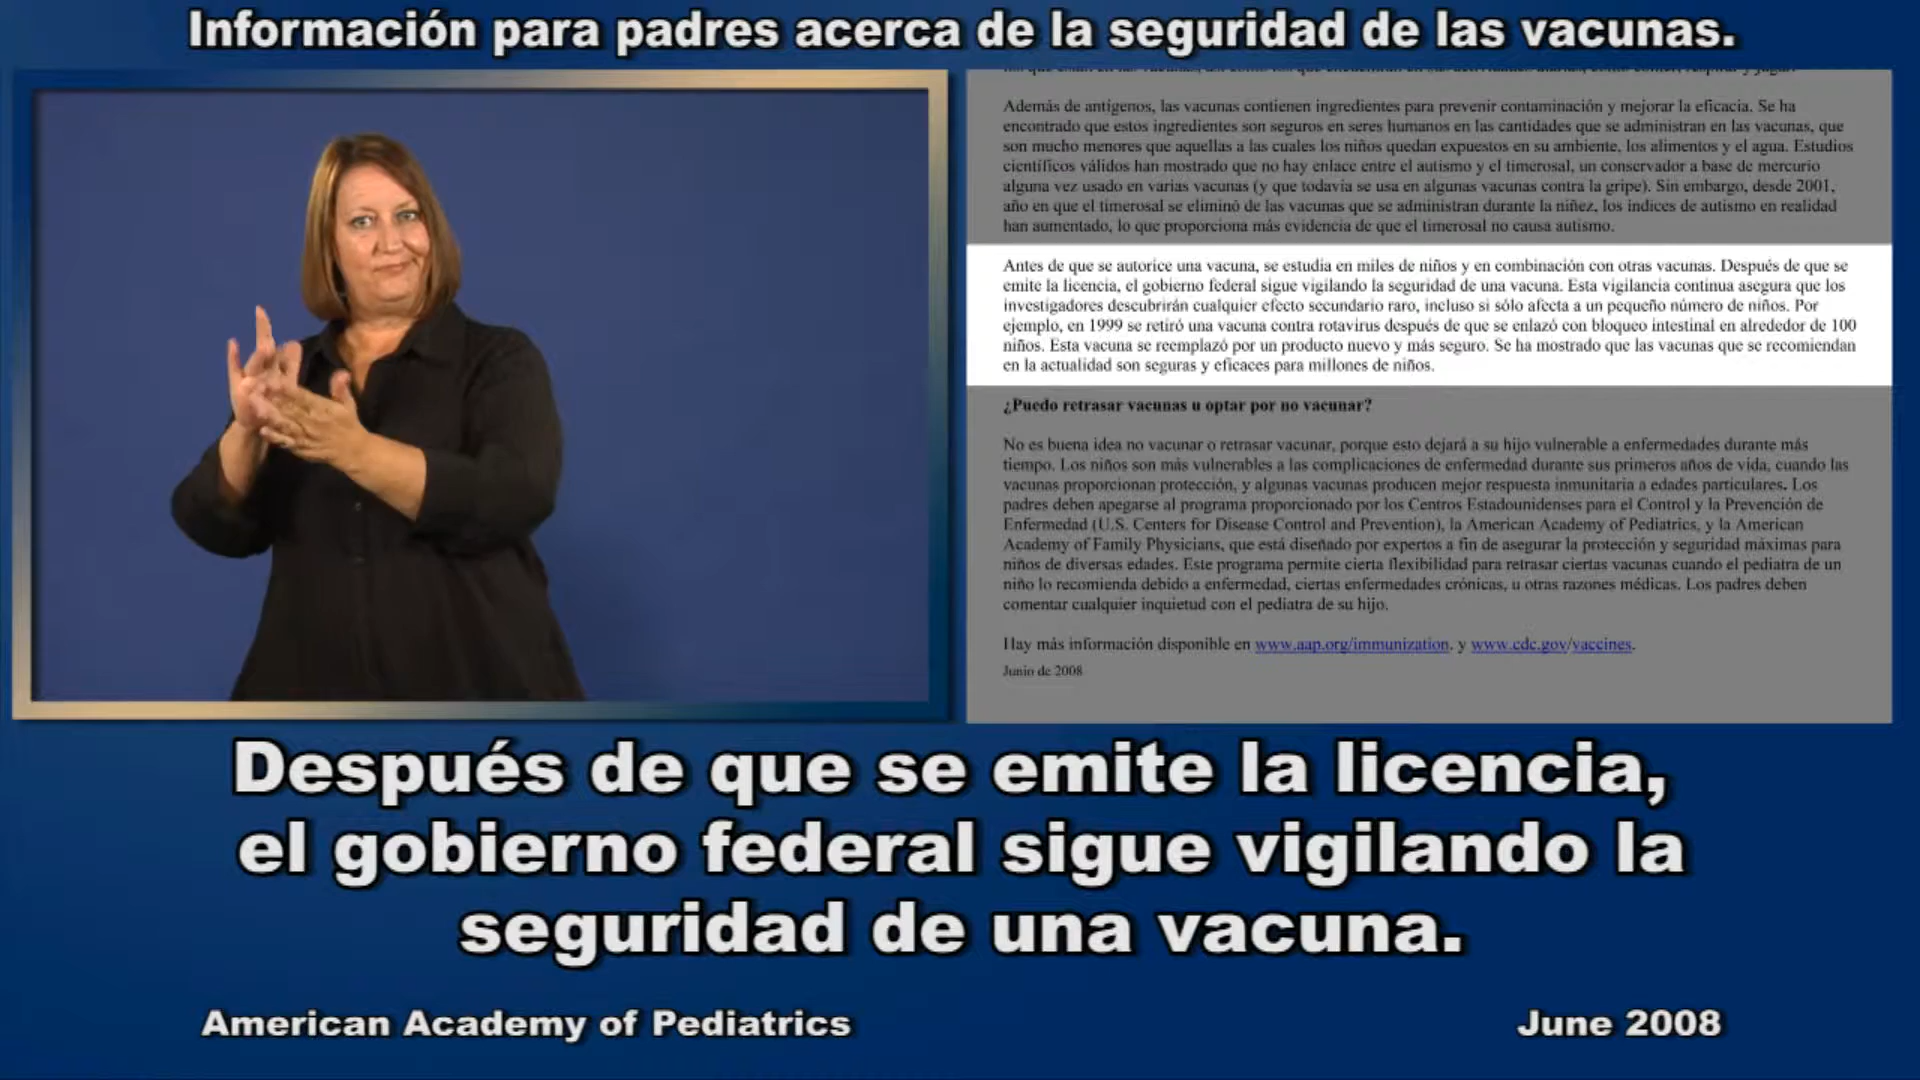 Información para padres acerca de la seguridad de las vacunas.
Además de antígenos, las vacunas contienen ingredientes para prevenir contaminación y mejorar la eficacia. Se ha
encontrado que estos ingredientes son seguros en seres humanos en las cantidades que se administran en las vacunas, que
son mucho menores que aquellas a las cuales los niños quedan expuestos en su ambiente, los alimentos y el agua. Estudios
científicos válidos han mostrado que no hay enlace entre el autismo y el timerosal, un conservador a base de mercurio
alguna vez usado en varias vacunas (y que todavía se usa en algunas vacunas contra la gripe). Sin embargo, desde 2001,
año en que el timerosal se eliminó de las vacunas que se administran durante la niñez, los índices de autismo en realidad
han aumentado, lo que proporciona más evidencia de que el timerosal no causa autismo.
Antes de que se autorice una vacuna, se estudia en miles de niños y en combinación con otras vacunas. Después de que se
emite la licencia, el gobierno federal sigue vigilando la seguridad de una vacuna. Esta vigilancia continua asegura que los
investigadores descubrirán cualquier efecto secundario raro, incluso si sólo afecta a un pequeño número de niños. Por
ejemplo, en 1999 se retiró una vacuna contra rotavirus después de que se enlazó con bloqueo intestinal en alrededor de 100
niños. Esta vacuna se reemplazó por un producto nuevo y más seguro. Se ha mostrado que las vacunas que se recomiendan
en la actualidad son seguras y eficaces para millones de niños.
¿Puedo retrasar vacunas u optar por no vacunar?
No es buena idea no vacunar o retrasar vacunar, porque esto dejará a su hijo vulnerable a enfermedades durante más
tiempo. Los niños son más vulnerables a las complicaciones de enfermedad durante sus primeros años de vida, cuando las
vacunas proporcionan protección, y algunas vacunas producen mejor respuesta inmunitaria a edades particulares. Los
padres deben apegarse al programa proporcionado por los Centros Estadounidenses para el Control y la Prevención de
Enfermedad (U.S. Centers for Disease Control and Prevention), la American Academy of Pediatrics, y la American
Academy of Family Physicians, que está diseñado por expertos a fin de asegurar la protección y seguridad máximas para
niños de diversas edades. Este programa permite cierta flexibilidad para retrasar ciertas vacunas cuando el pediatra de un
niño lo recomienda debido a enfermedad, ciertas enfermedades crónicas, u otras razones médicas. Los padres deben
comentar cualquier inquietud con el pediatra de su hijo.
Hay más información disponible en www.aap.org/immunization. y www.cdc.gov/vaccines.
Junio de 2008
Después de que se emite la licencia,
el gobierno federal sigue vigilando la
seguridad de una vacuna.
American Academy of Pediatrics
June 2008